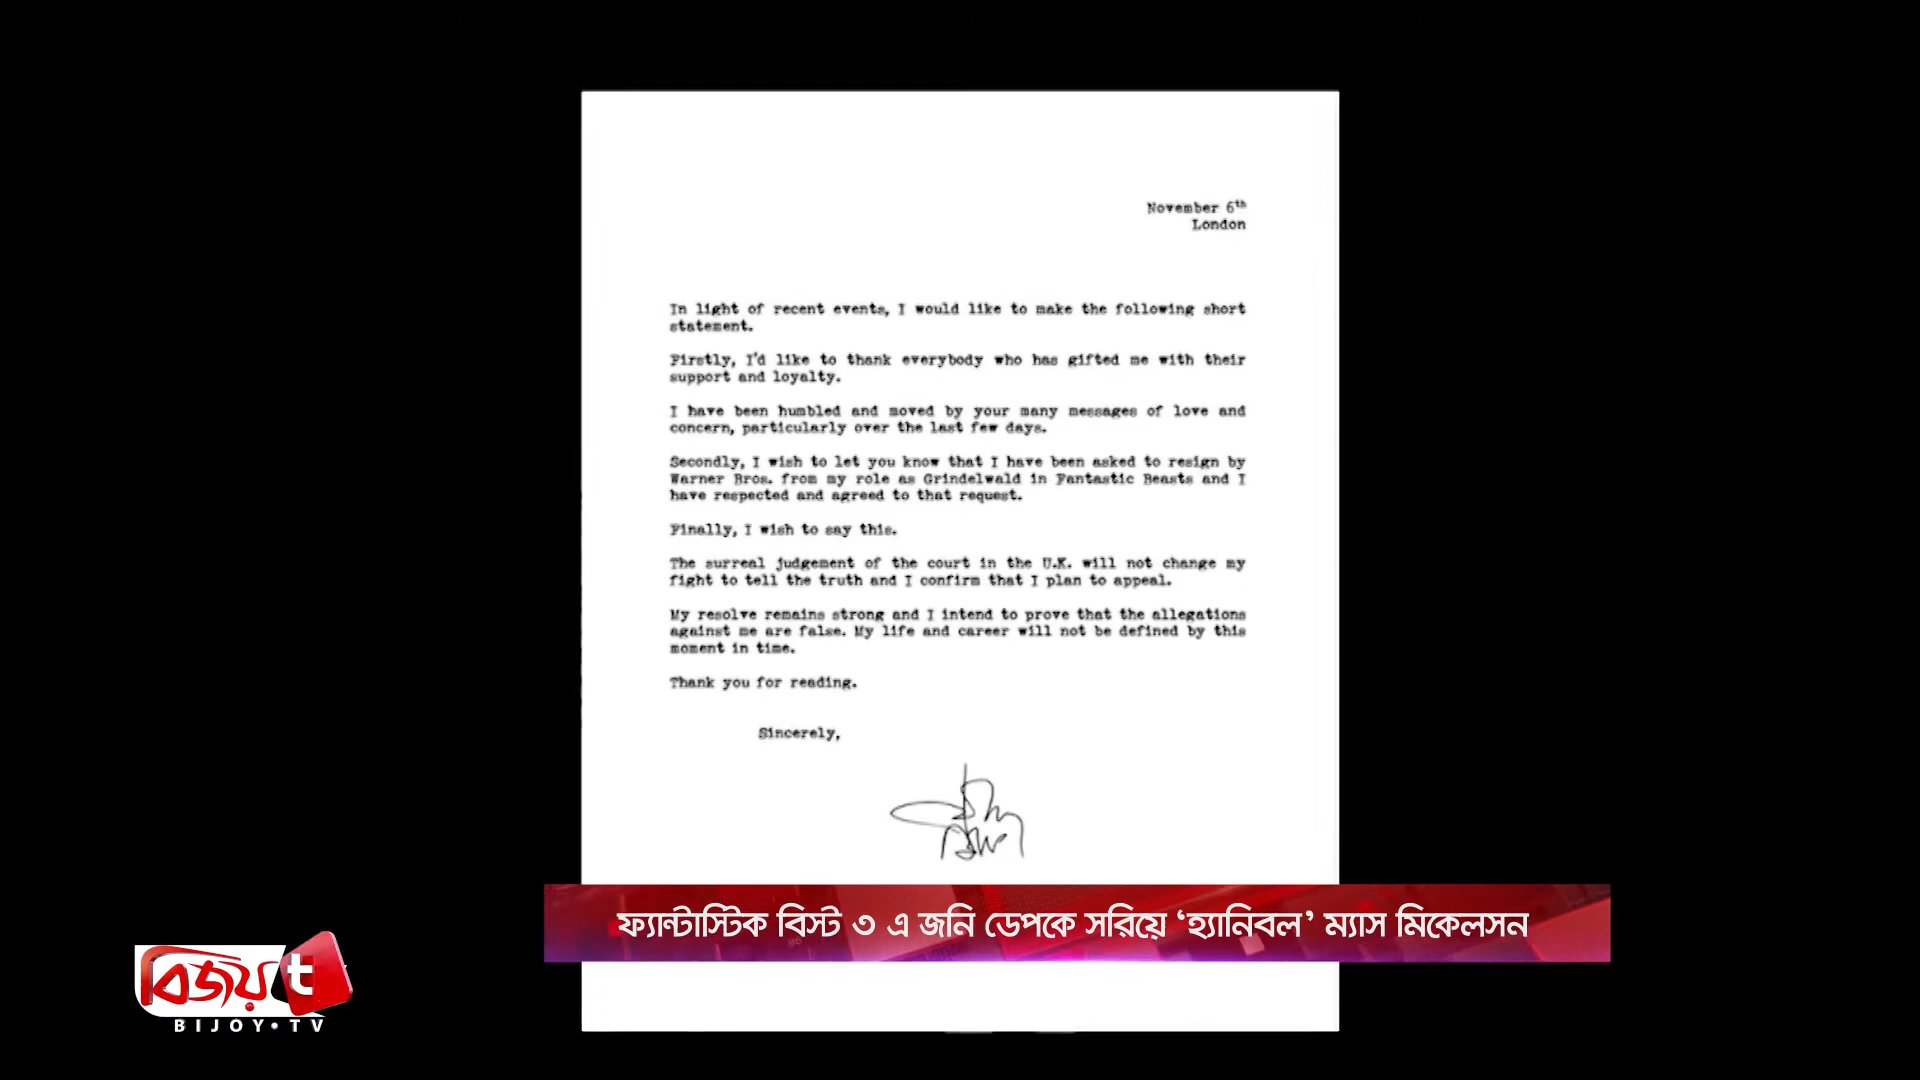 November 6th
London
In light of recent events, I would like to make the following short
statement.
Firstly, I'd like to thank everybody who has gifted me with their
support and loyalty.
I have been humbled and moved by your many messages of love and
concern, particularly over the last few days.
Secondly, I wish to let you know that I have been asked to resign by
Warner Bros. from my role as Grindelwald in Fantastic Beasts and I
have respected and agreed to that request.
Finally, I wish to say this.
The surreal judgement of the court in the U.K. will not change my
fight to tell the truth and I confirm that I plan to appeal.
My resolve remains strong and I intend to prove that the allegations
against me are false. My life and career will not be defined by this
moment in time.
Thank you for reading.
Sincerely,
ফ্যান্টাস্টিক বিস্ট ৩ এ জনি ডেপকে সরিয়ে ‘হ্যানিবল’ ম্যাস মিকেলসন
বিজয় t
BIJOY•TV